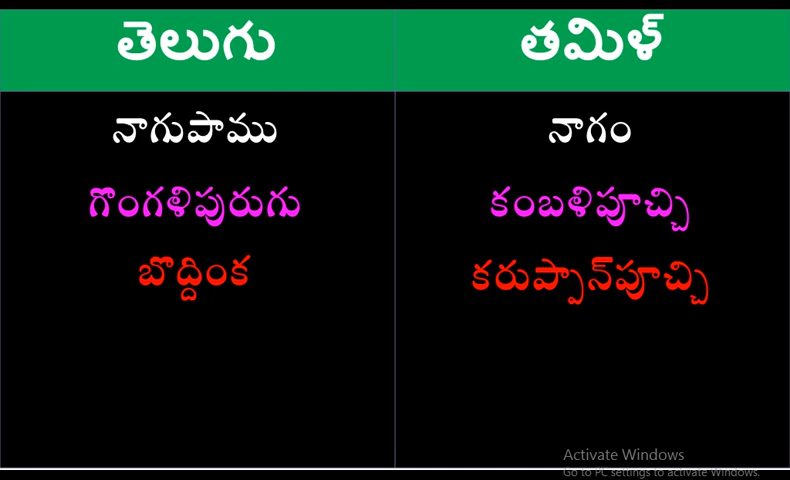 తెలుగు తమిళ్
నాగుపాము నాగం
గొంగళిపురుగు కంబళిపూచ్చి
బొద్దింక కరుప్పాన్‌పూచ్చి
Activate Windows
Go to PC settings to activate Windows.